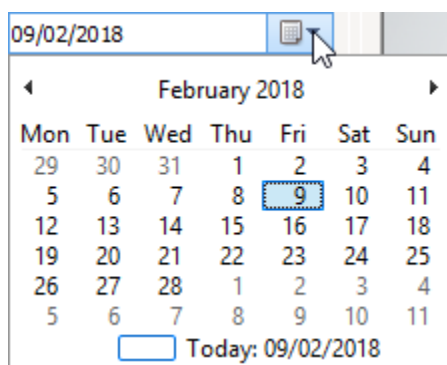 09/02/2018
February 2018
Mon Tue Wed Thu Fri Sat Sun
29 30 31 1 2 3 4
5 6 7 8 9 10 11
12 13 14 15 16 17 18
19 20 21 22 23 24 25
26 27 28 1 2 3 4
5 6 7 8 9 10 11
Today: 09/02/2018